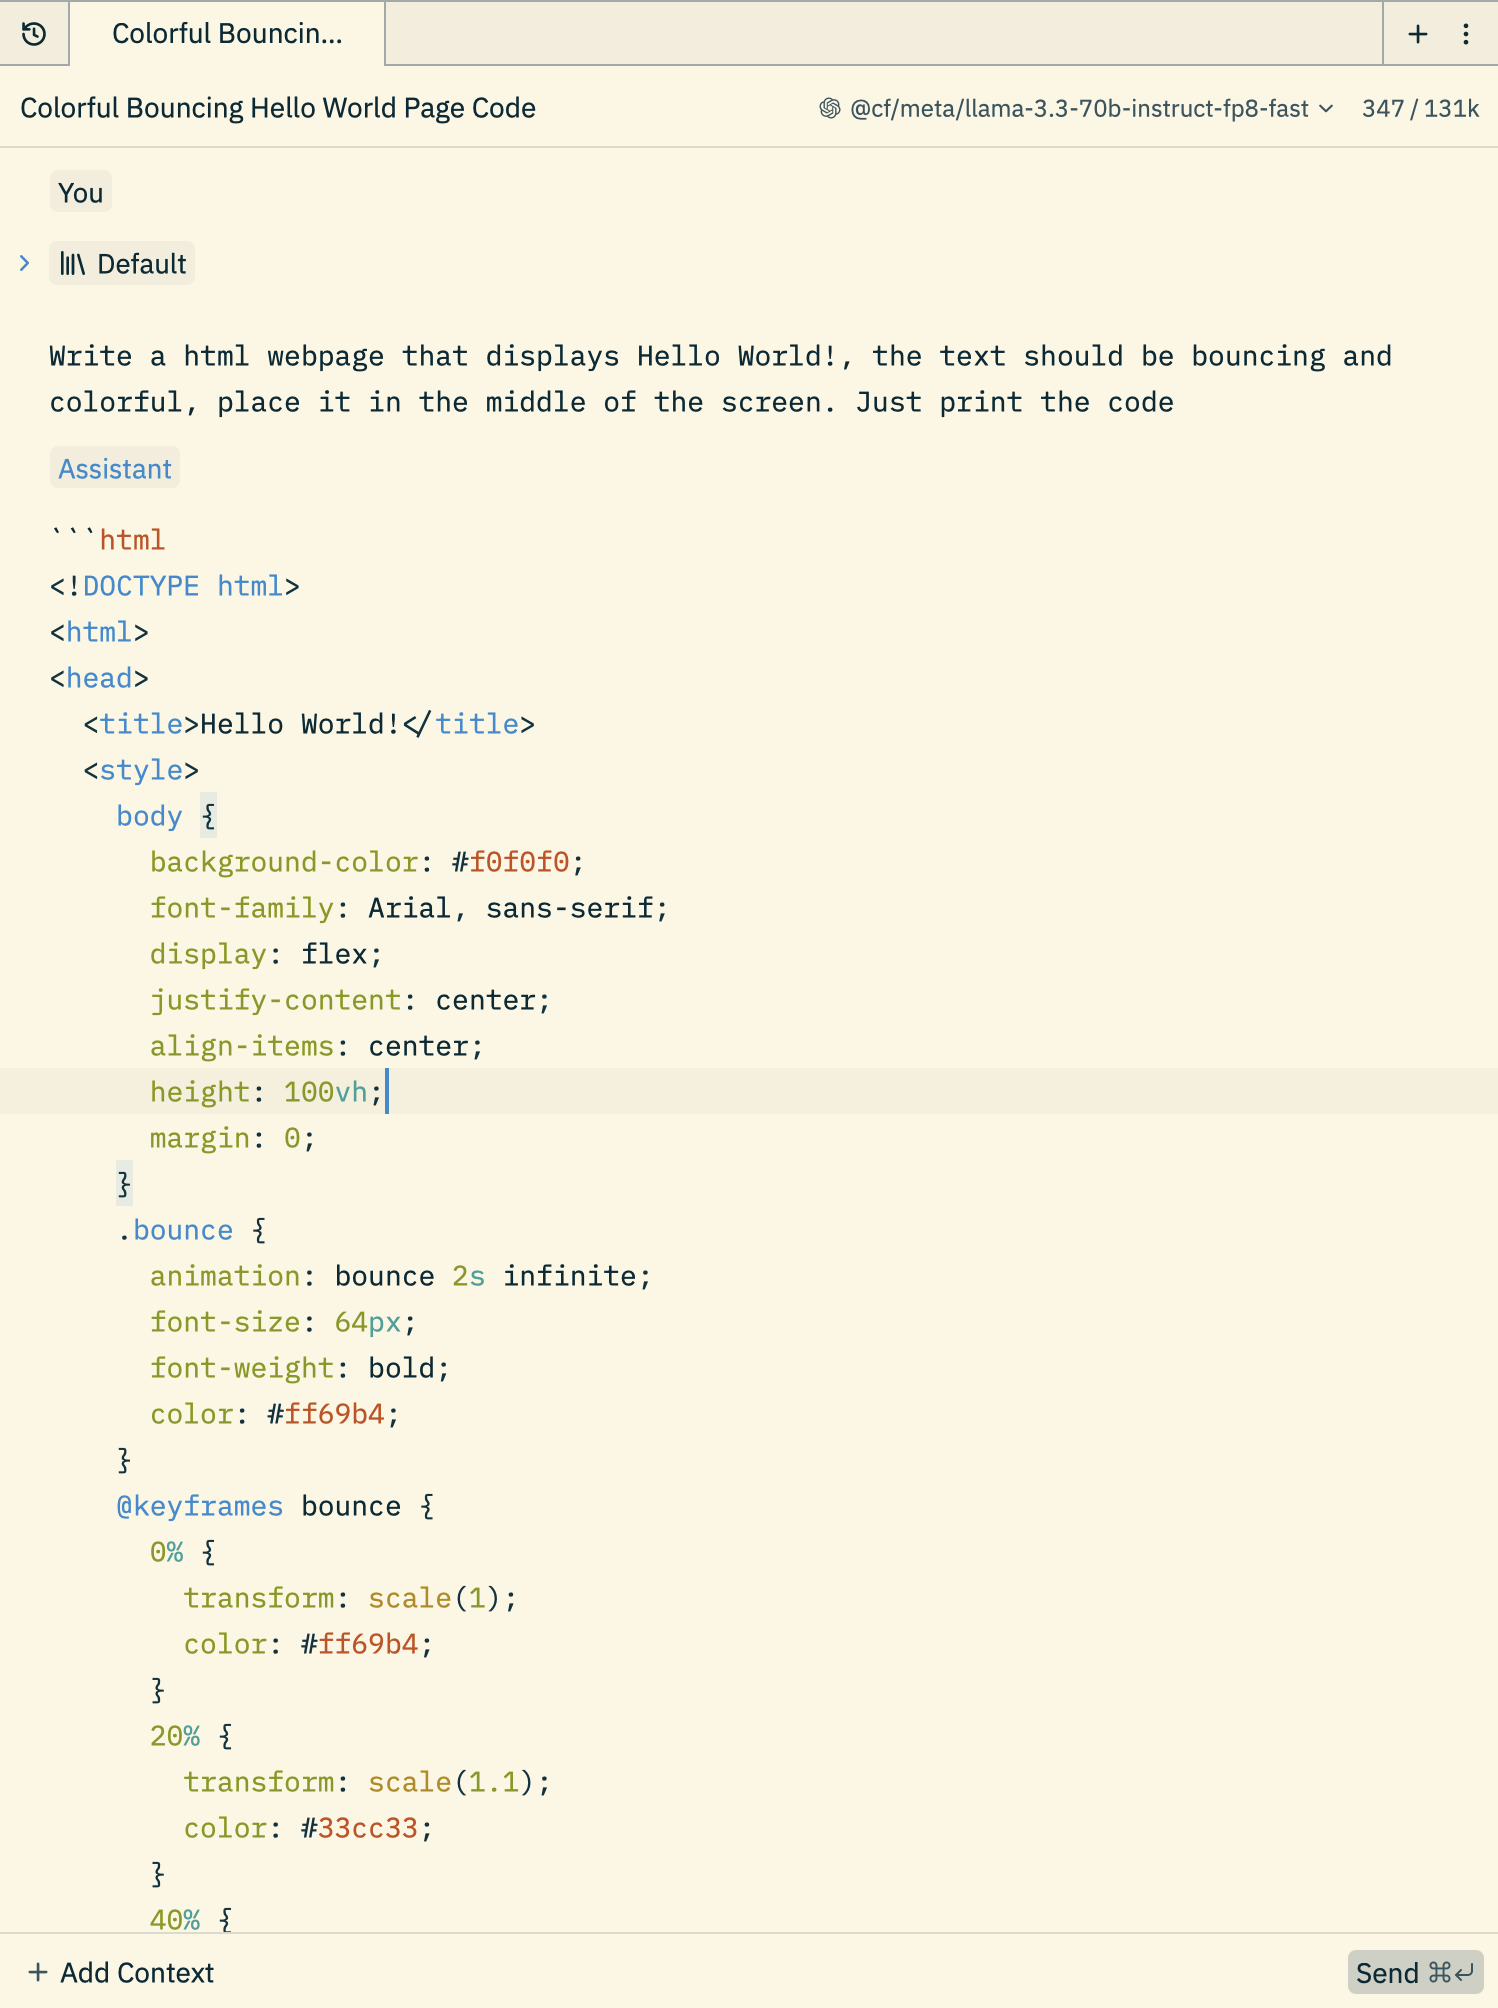 Colorful Bouncin...
Colorful Bouncing Hello World Page Code
@cf/meta/llama-3.3-70b-instruct-fp8-fast
347 / 131k
You
Default
Write a html webpage that displays Hello World!, the text should be bouncing and
colorful, place it in the middle of the screen. Just print the code
Assistant
```html
<!DOCTYPE html>
<html>
<head>
  <title>Hello World!</title>
  <style>
    body {
      background-color: #f0f0f0;
      font-family: Arial, sans-serif;
      display: flex;
      justify-content: center;
      align-items: center;
      height: 100vh;
      margin: 0;
    }
    .bounce {
      animation: bounce 2s infinite;
      font-size: 64px;
      font-weight: bold;
      color: #ff69b4;
    }
    @keyframes bounce {
      0% {
        transform: scale(1);
        color: #ff69b4;
      }
      20% {
        transform: scale(1.1);
        color: #33cc33;
      }
      40% {
+ Add Context
Send ⌘↵